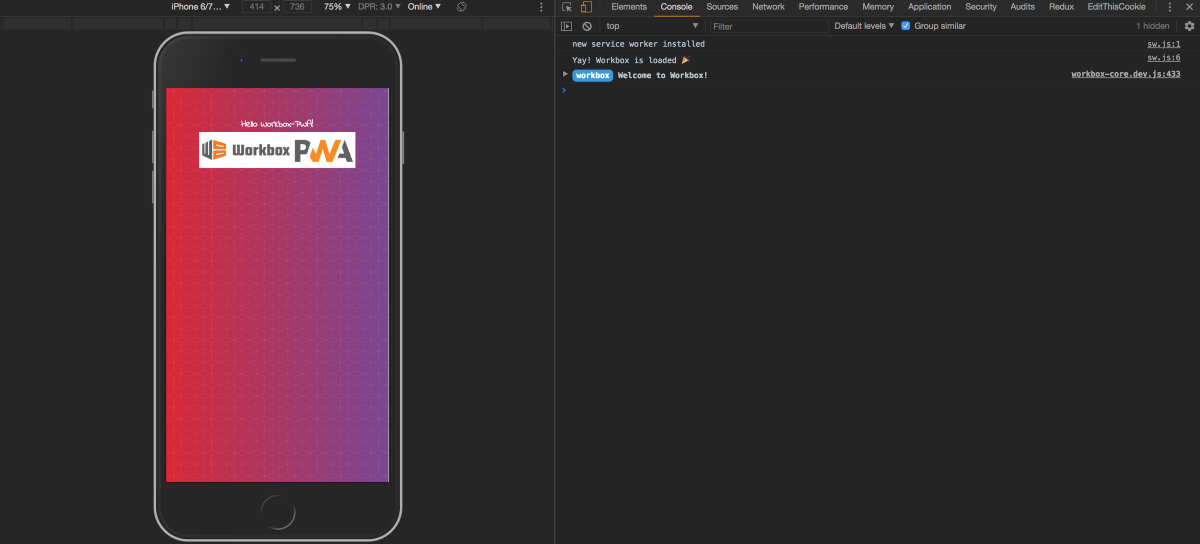 iPhone 6/7… ▼ 414 × 736 75% ▼ DPR: 3.0 ▼ Online ▼
Hello workbox-PWA!
Workbox PWA
Elements Console Sources Network Performance Memory Application Security Audits Redux EditThisCookie
top ▼ Filter Default levels ▼ Group similar 1 hidden
new service worker installed sw.js:1
Yay! Workbox is loaded 🎉 sw.js:6
workbox Welcome to Workbox! workbox-core.dev.js:433